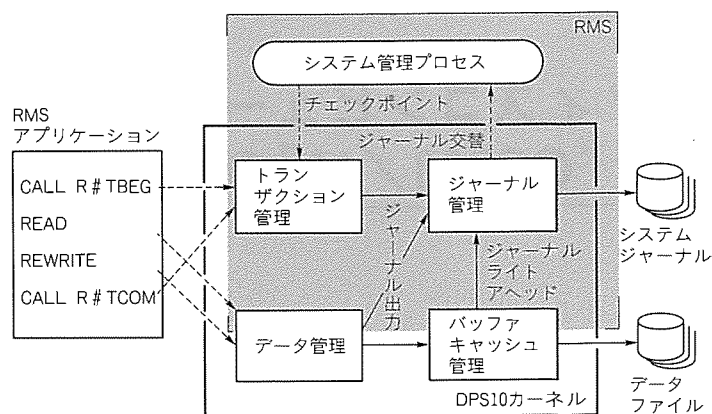 RMS
システム管理プロセス
チェックポイント
ジャーナル交替
RMS
アプリケーション
CALL R#TBEG
READ
REWRITE
CALL R#TCOM
トラン
ザクション
管理
ジャーナル
管理
システム
ジャーナル
ジャーナル出力
ジャーナル
ライト
アヘッド
データ管理
バッファ
キャッシュ
管理
データ
ファイル
DPS10カーネル